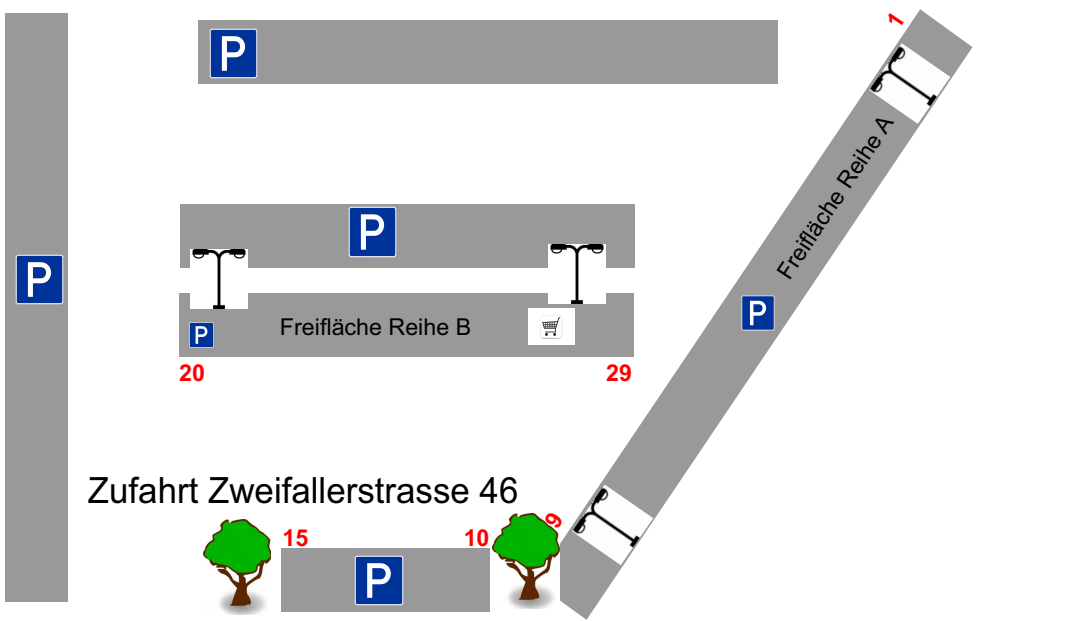 P
1
Freifläche Reihe A
P
P
P
Freifläche Reihe B
P
P
20
29
Zufahrt Zweifallerstrasse 46
15
10
9
P